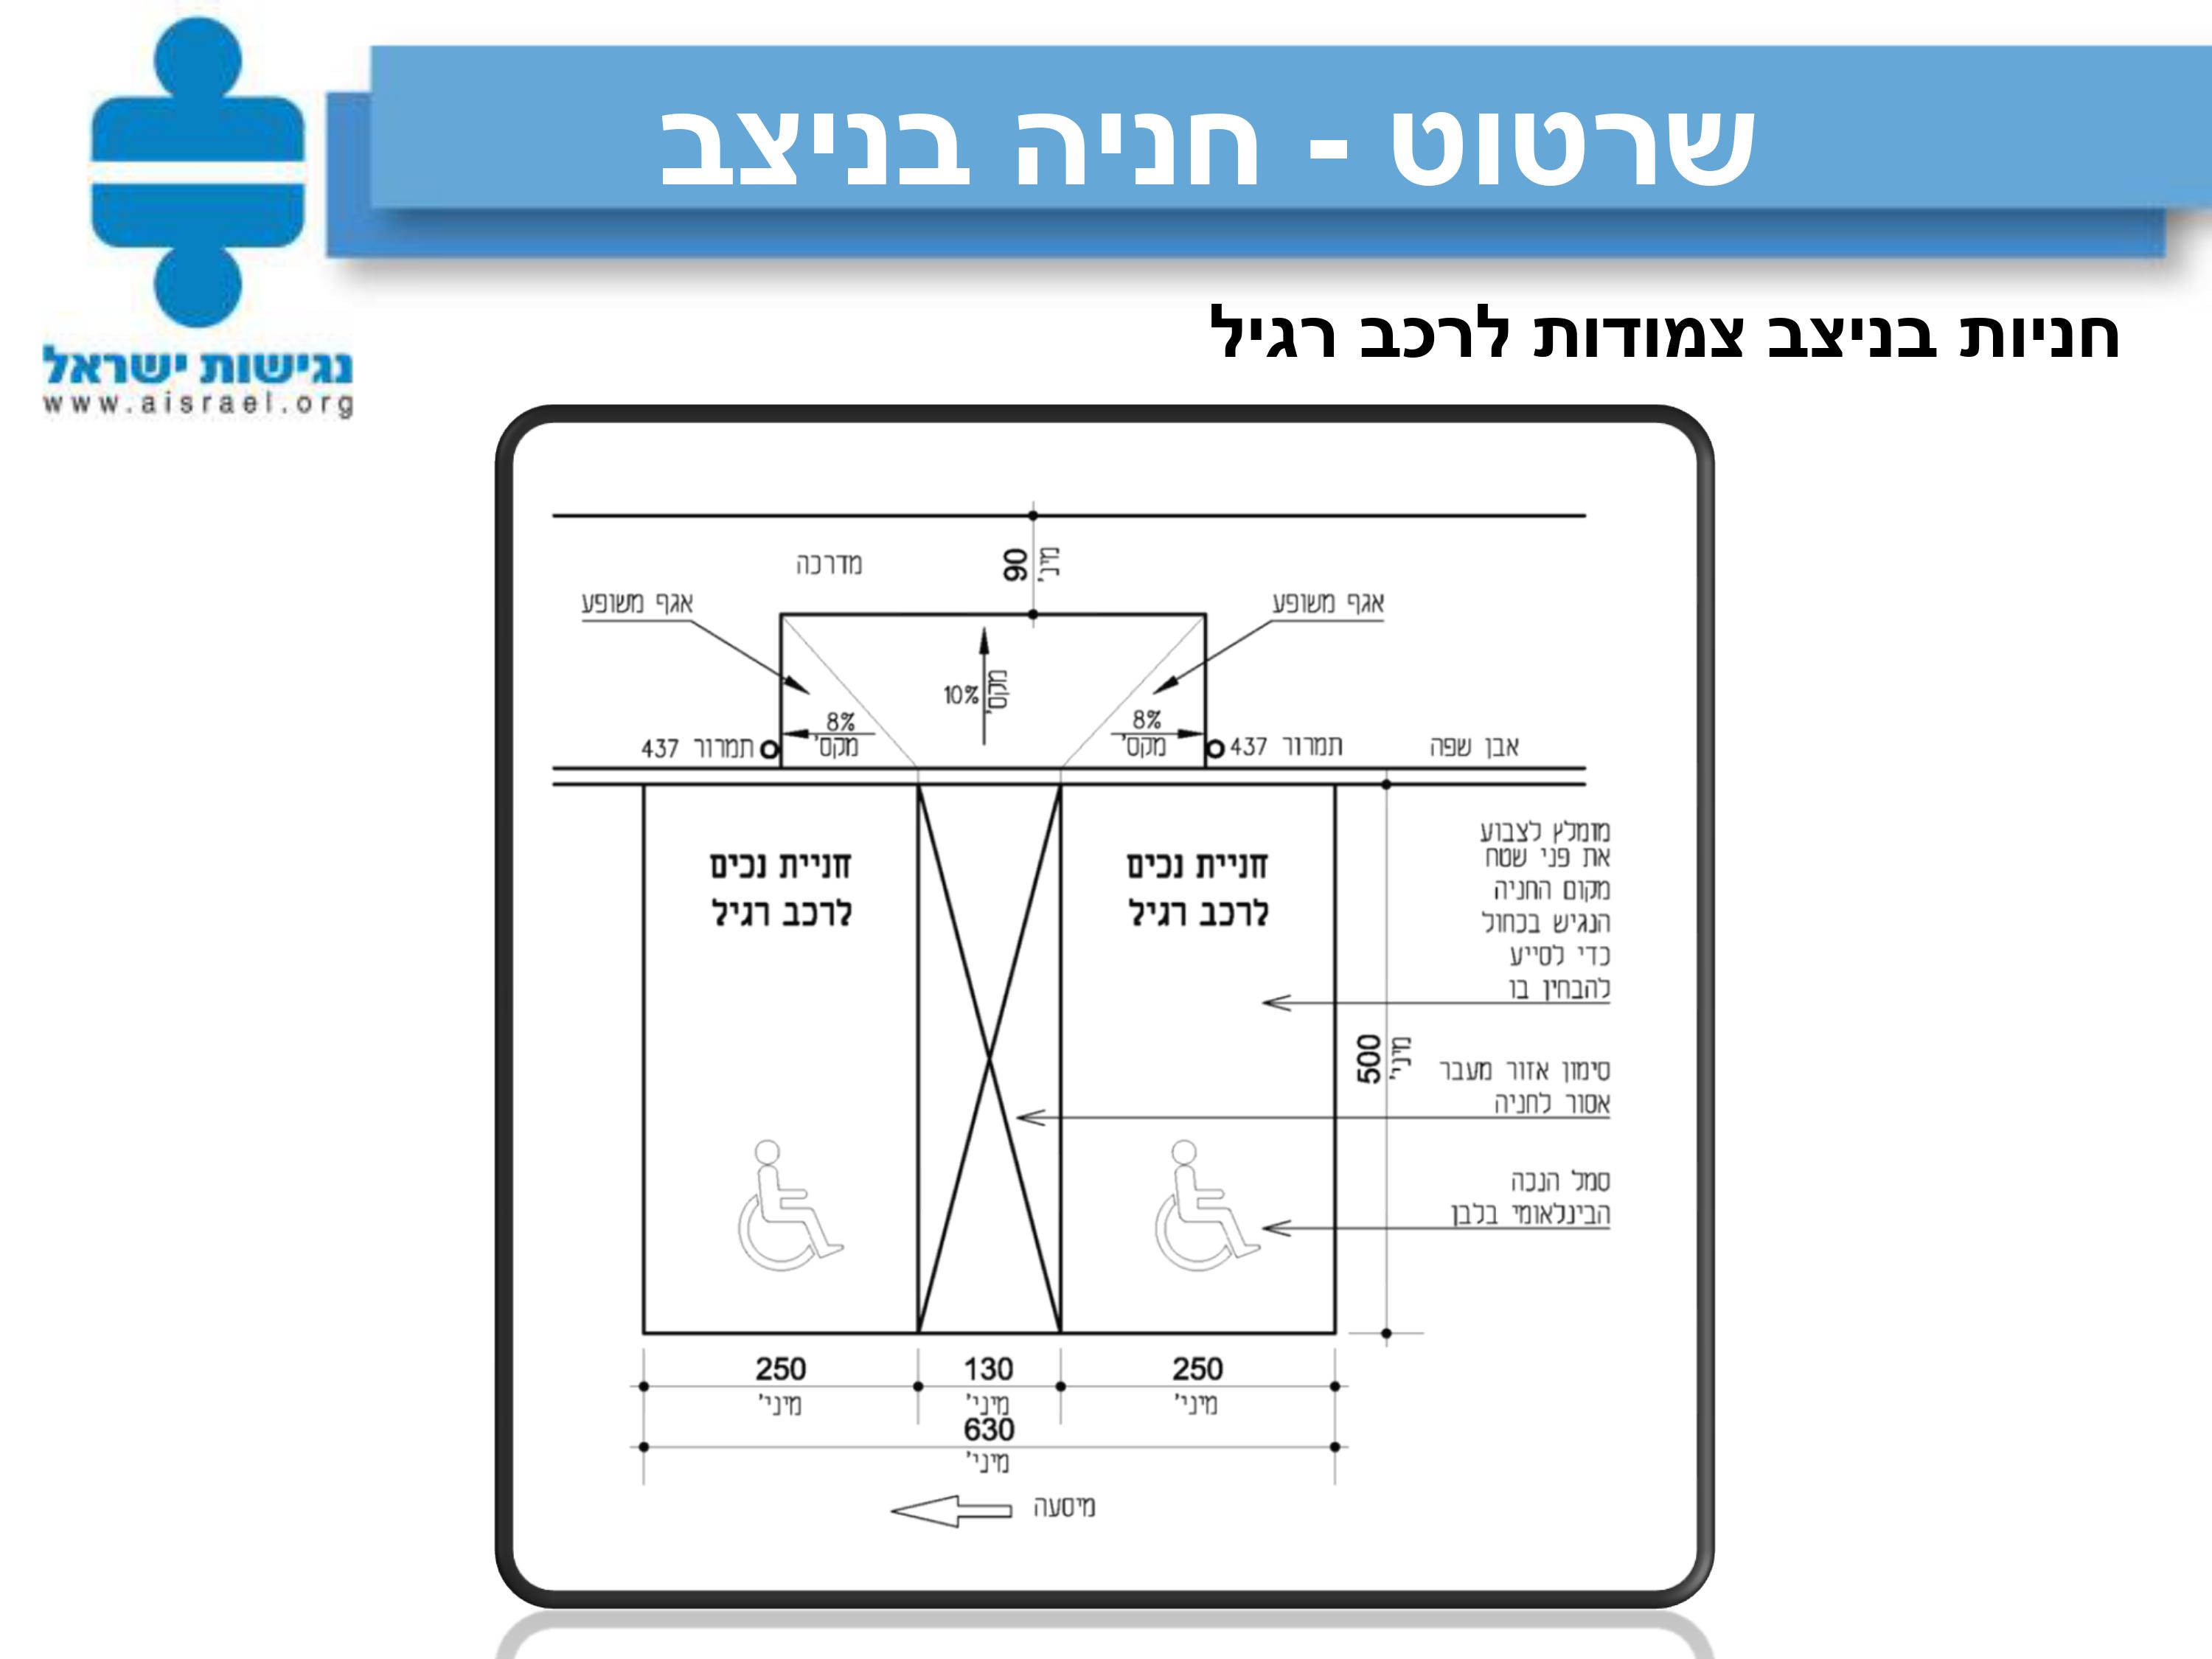 שרטוט - חניה בניצב
נגישות ישראל
www.aisrael.org
חניות בניצב צמודות לרכב רגיל
מדרכה
90
מיני'
אגף משופע
אגף משופע
10%
מקס'
8%
מקס'
8%
מקס'
תמרור 437
תמרור 437
אבן שפה
חניית נכים
לרכב רגיל
חניית נכים
לרכב רגיל
מומלץ לצבוע
את פני שטח
מקום החניה
הנגיש בכחול
כדי לסייע
להבחין בו
500
מיני'
סימון אזור מעבר
אסור לחניה
סמל הנכה
הבינלאומי בלבן
250
מיני'
130
מיני'
250
מיני'
630
מיני'
מיסעה